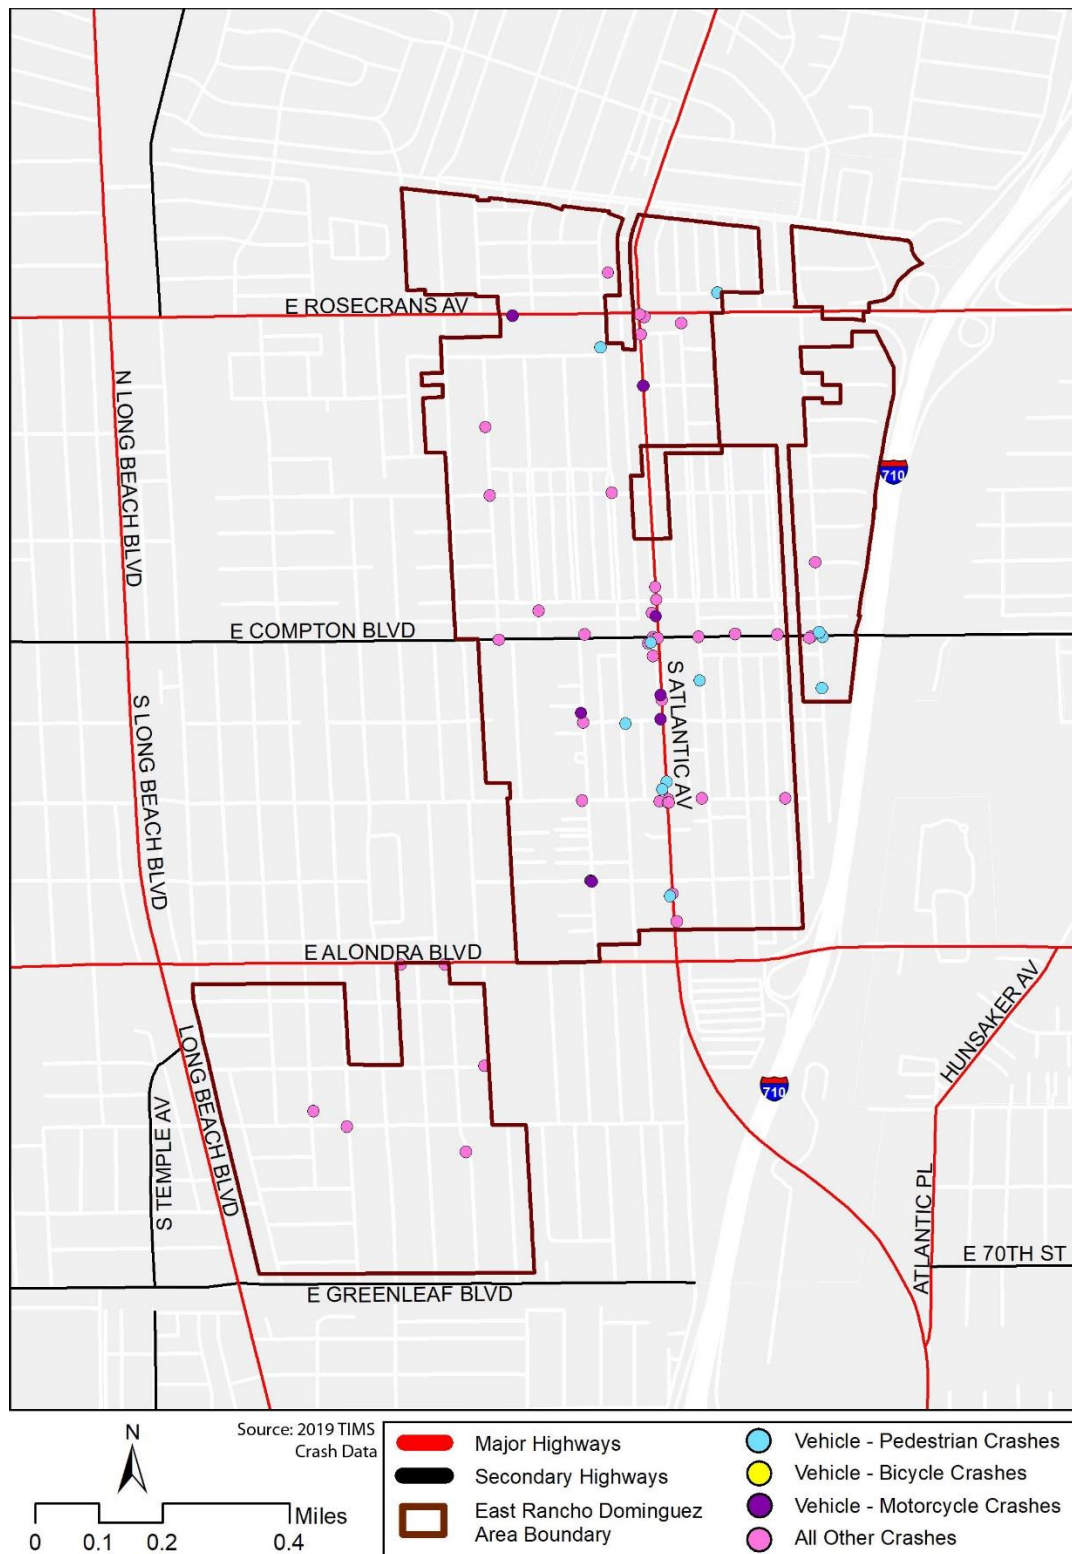 E ROSECRANS AV
N LONG BEACH BLVD
710
E COMPTON BLVD
S ATLANTIC AV
S LONG BEACH BLVD
E ALONDRA BLVD
HUNSAKER AV
LONG BEACH BLVD
710
S TEMPLE AV
ATLANTIC PL
E 70TH ST
E GREENLEAF BLVD
N
Source: 2019 TIMS
Crash Data
Miles
0 0.1 0.2 0.4
Major Highways
Secondary Highways
East Rancho Dominguez
Area Boundary
Vehicle - Pedestrian Crashes
Vehicle - Bicycle Crashes
Vehicle - Motorcycle Crashes
All Other Crashes